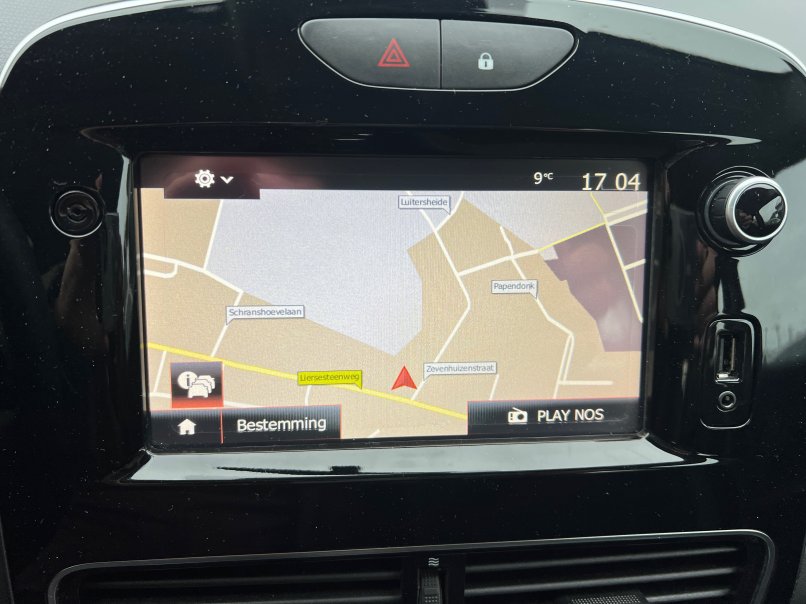 9°C
17 04
Luitersheide
Papendonk
Schranshoevelaan
Zevenhuizenstraat
Liersesteenweg
PLAY NOS
Bestemming